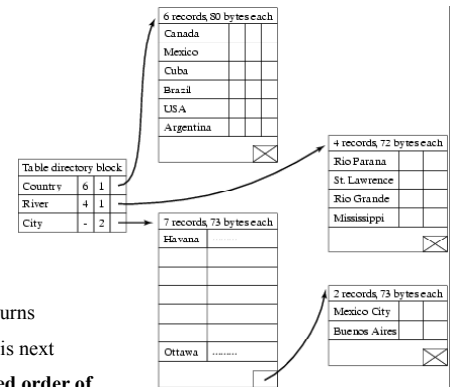 6 records, 80 bytes each
Canada
Mexico
Cuba
Brazil
USA
Argentina
4 records, 72 bytes each
Rio Parana
St. Lawrence
Rio Grande
Mississippi
Table directory block
Country 6 1
River 4 1
City - 2
7 records, 73 bytes each
Havana ........
Ottawa .........
2 records, 73 bytes each
Mexico City
Buenos Aires
urns
is next
ed order of